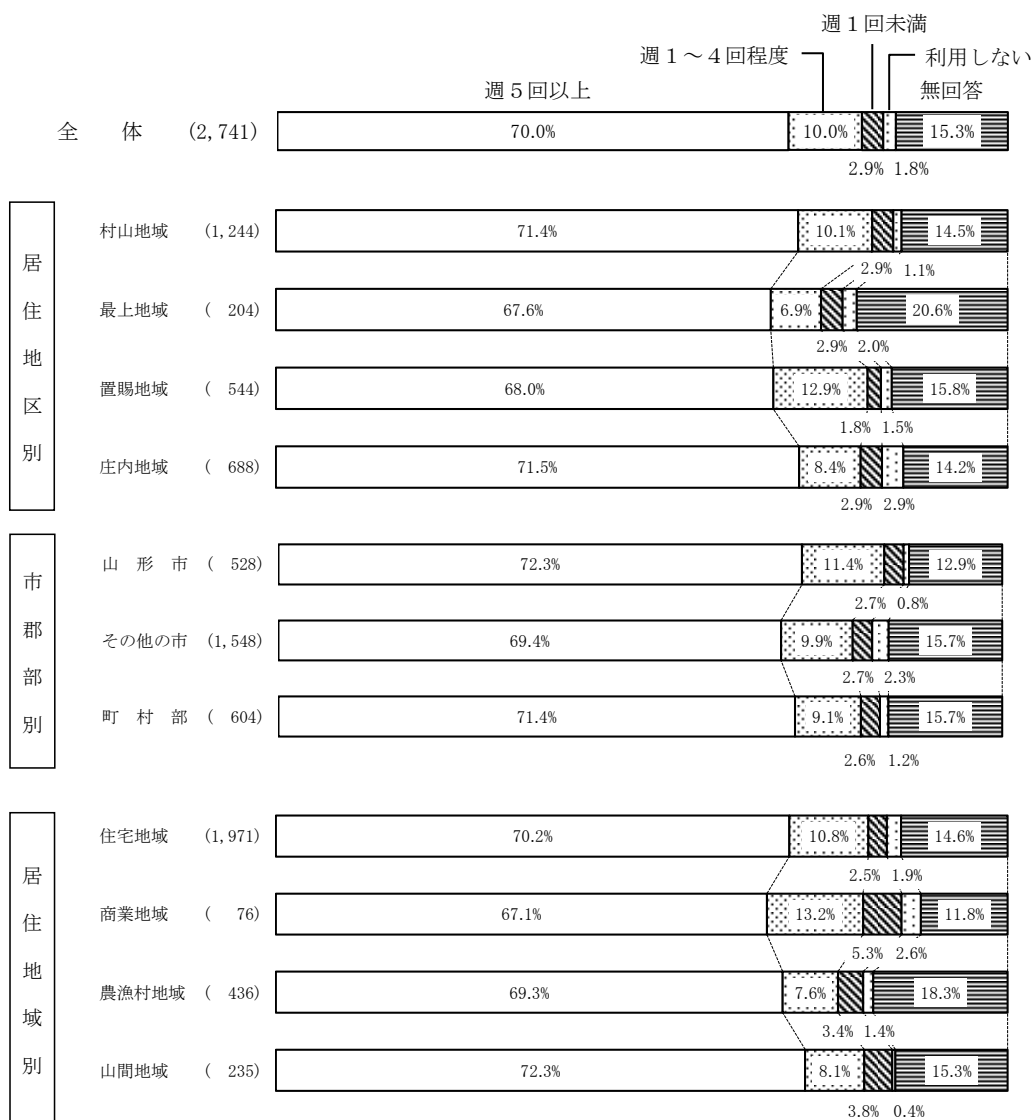 週１回未満
週１～４回程度
利用しない
週５回以上
無回答
全　体　(2,741)
70.0% 10.0% 15.3%
2.9% 1.8%
居住地区別
村山地域　(1,244)
71.4% 10.1% 14.5%
2.9% 1.1%
最上地域　(　204)
67.6% 6.9% 20.6%
2.9% 2.0%
置賜地域　(　544)
68.0% 12.9% 15.8%
1.8% 1.5%
庄内地域　(　688)
71.5% 8.4% 14.2%
2.9% 2.9%
市郡部別
山　形　市　(　528)
72.3% 11.4% 12.9%
2.7% 0.8%
その他の市　(1,548)
69.4% 9.9% 15.7%
2.7% 2.3%
町　村　部　(　604)
71.4% 9.1% 15.7%
2.6% 1.2%
居住地域別
住宅地域　(1,971)
70.2% 10.8% 14.6%
2.5% 1.9%
商業地域　(　76)
67.1% 13.2% 11.8%
5.3% 2.6%
農漁村地域　(　436)
69.3% 7.6% 18.3%
3.4% 1.4%
山間地域　(　235)
72.3% 8.1% 15.3%
3.8% 0.4%